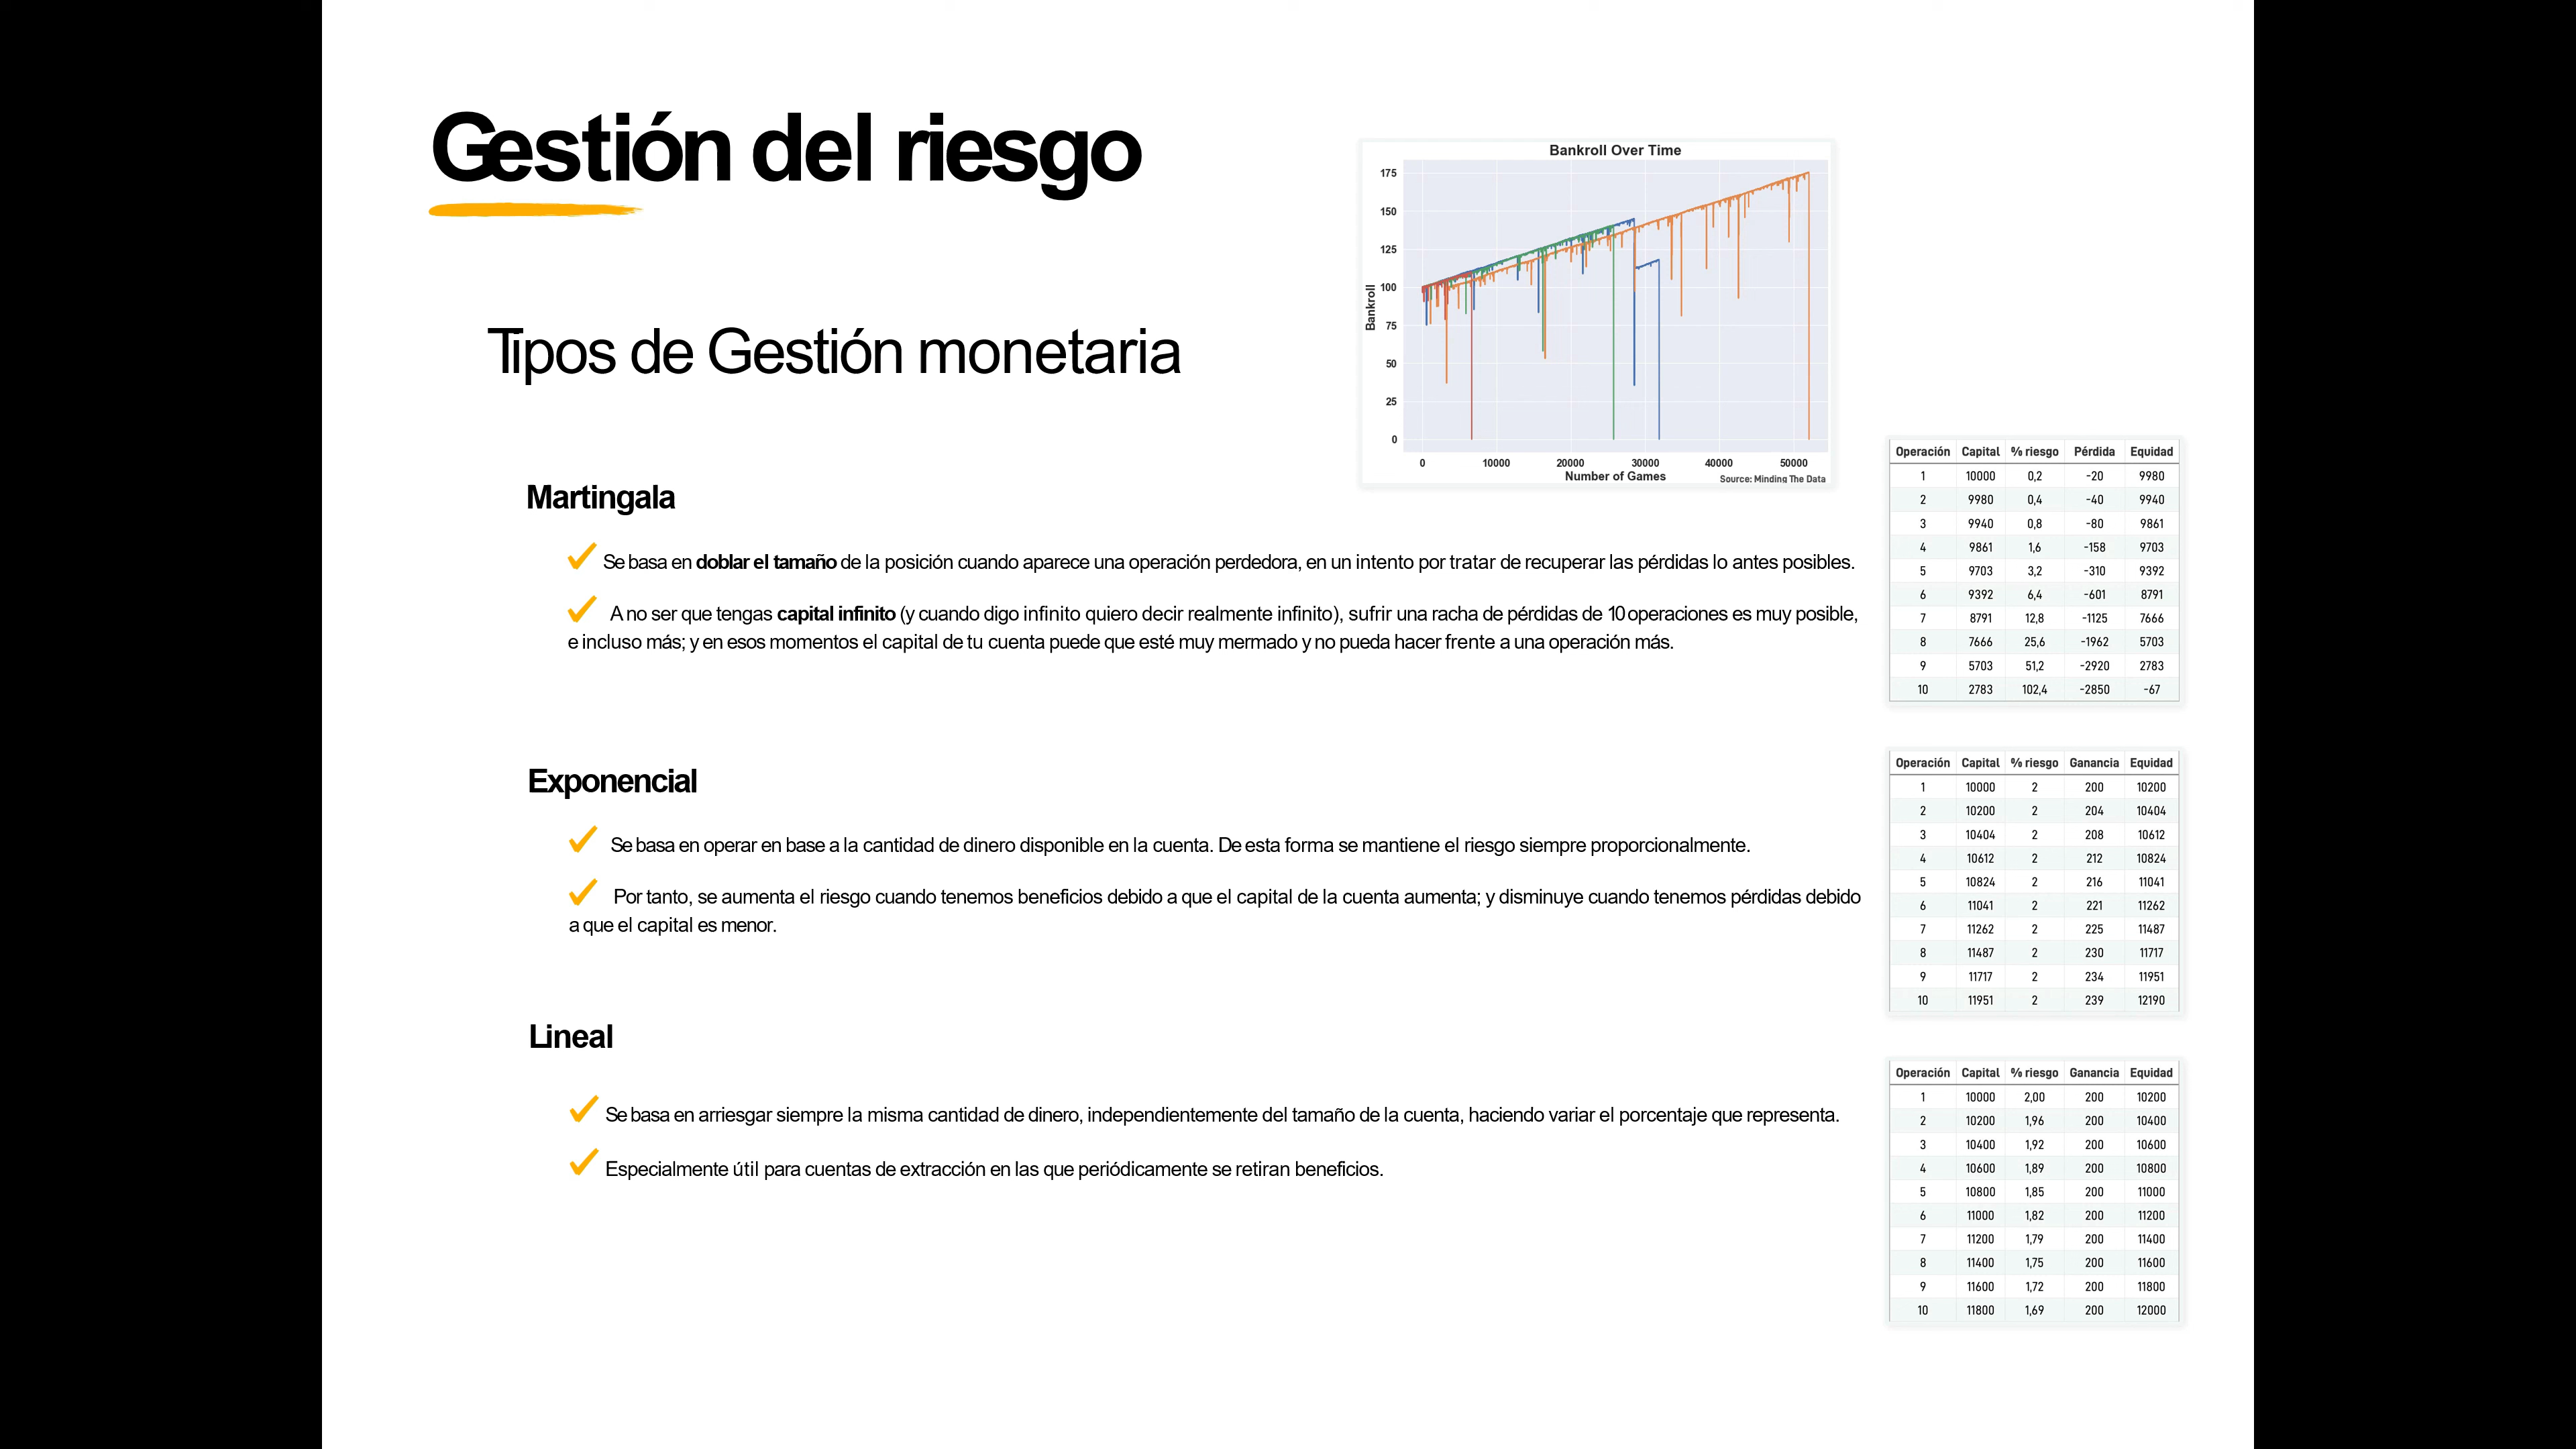 Gestión del riesgo
Tipos de Gestión monetaria
Bankroll Over Time
175
150
125
100
75
50
25
0
Bankroll
0 10000 20000 30000 40000 50000
Number of Games
Source: Minding The Data
Martingala
Se basa en doblar el tamaño de la posición cuando aparece una operación perdedora, en un intento por tratar de recuperar las pérdidas lo antes posibles.
A no ser que tengas capital infinito (y cuando digo infinito quiero decir realmente infinito), sufrir una racha de pérdidas de 10 operaciones es muy posible,
e incluso más; y en esos momentos el capital de tu cuenta puede que esté muy mermado y no pueda hacer frente a una operación más.
Operación Capital % riesgo Pérdida Equidad
1 10000 0,2 -20 9980
2 9980 0,4 -40 9940
3 9940 0,8 -80 9861
4 9861 1,6 -158 9703
5 9703 3,2 -310 9392
6 9392 6,4 -601 8791
7 8791 12,8 -1125 7666
8 7666 25,6 -1962 5703
9 5703 51,2 -2920 2783
10 2783 102,4 -2850 -67
Exponencial
Se basa en operar en base a la cantidad de dinero disponible en la cuenta. De esta forma se mantiene el riesgo siempre proporcionalmente.
Por tanto, se aumenta el riesgo cuando tenemos beneficios debido a que el capital de la cuenta aumenta; y disminuye cuando tenemos pérdidas debido
a que el capital es menor.
Operación Capital % riesgo Ganancia Equidad
1 10000 2 200 10200
2 10200 2 204 10404
3 10404 2 208 10612
4 10612 2 212 10824
5 10824 2 216 11041
6 11041 2 221 11262
7 11262 2 225 11487
8 11487 2 230 11717
9 11717 2 234 11951
10 11951 2 239 12190
Lineal
Se basa en arriesgar siempre la misma cantidad de dinero, independientemente del tamaño de la cuenta, haciendo variar el porcentaje que representa.
Especialmente útil para cuentas de extracción en las que periódicamente se retiran beneficios.
Operación Capital % riesgo Ganancia Equidad
1 10000 2,00 200 10200
2 10200 1,96 200 10400
3 10400 1,92 200 10600
4 10600 1,89 200 10800
5 10800 1,85 200 11000
6 11000 1,82 200 11200
7 11200 1,79 200 11400
8 11400 1,75 200 11600
9 11600 1,72 200 11800
10 11800 1,69 200 12000